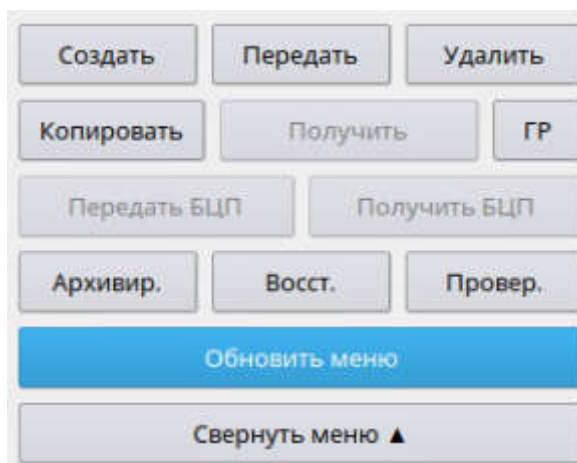 Создать Передать Удалить
Копировать Получить ГР
Передать БЦП Получить БЦП
Архивир. Восст. Провер.
Обновить меню
Свернуть меню ▲